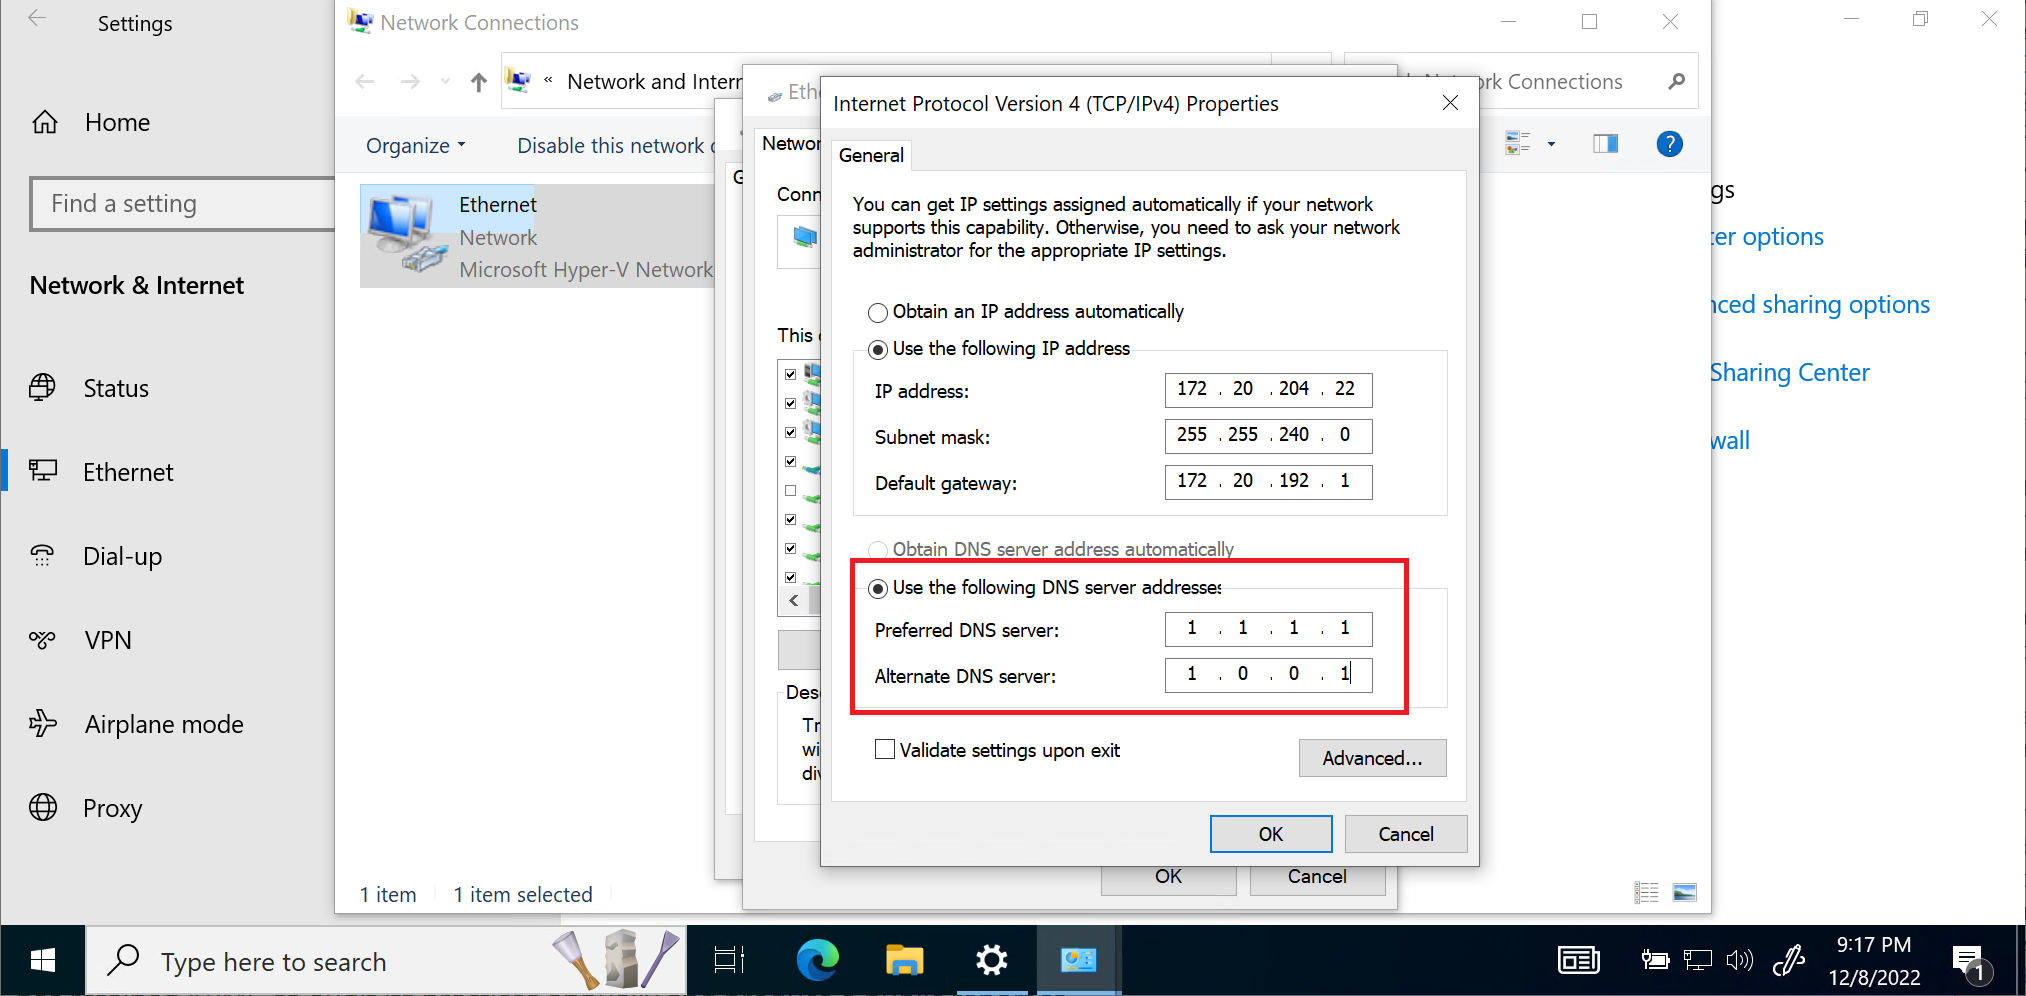 Settings
Home
Find a setting
Network & Internet
Status
Ethernet
Dial-up
VPN
Airplane mode
Proxy
Network Connections
« Network and Intern
rk Connections
Organize
Disable this network
Ethernet
Network
Microsoft Hyper-V Network
1 item
1 item selected
Eth
Networ
Conn
This
Des
Tr
wi
div
OK
Cancel
Internet Protocol Version 4 (TCP/IPv4) Properties
General
You can get IP settings assigned automatically if your network
supports this capability. Otherwise, you need to ask your network
administrator for the appropriate IP settings.
Obtain an IP address automatically
Use the following IP address
IP address: 172 . 20 . 204 . 22
Subnet mask: 255 . 255 . 240 . 0
Default gateway: 172 . 20 . 192 . 1
Obtain DNS server address automatically
Use the following DNS server addresses
Preferred DNS server: 1 . 1 . 1 . 1
Alternate DNS server: 1 . 0 . 0 . 1
Validate settings upon exit
Advanced...
OK
Cancel
gs
ter options
nced sharing options
Sharing Center
wall
Type here to search
9:17 PM
12/8/2022
1